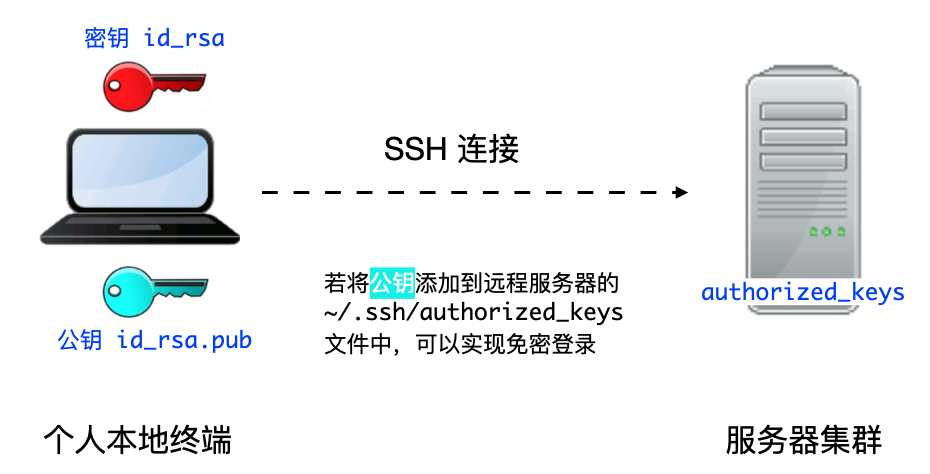 密钥 id_rsa
SSH 连接
若将公钥添加到远程服务器的
~/.ssh/authorized_keys
文件中，可以实现免密登录
authorized_keys
公钥 id_rsa.pub
个人本地终端
服务器集群